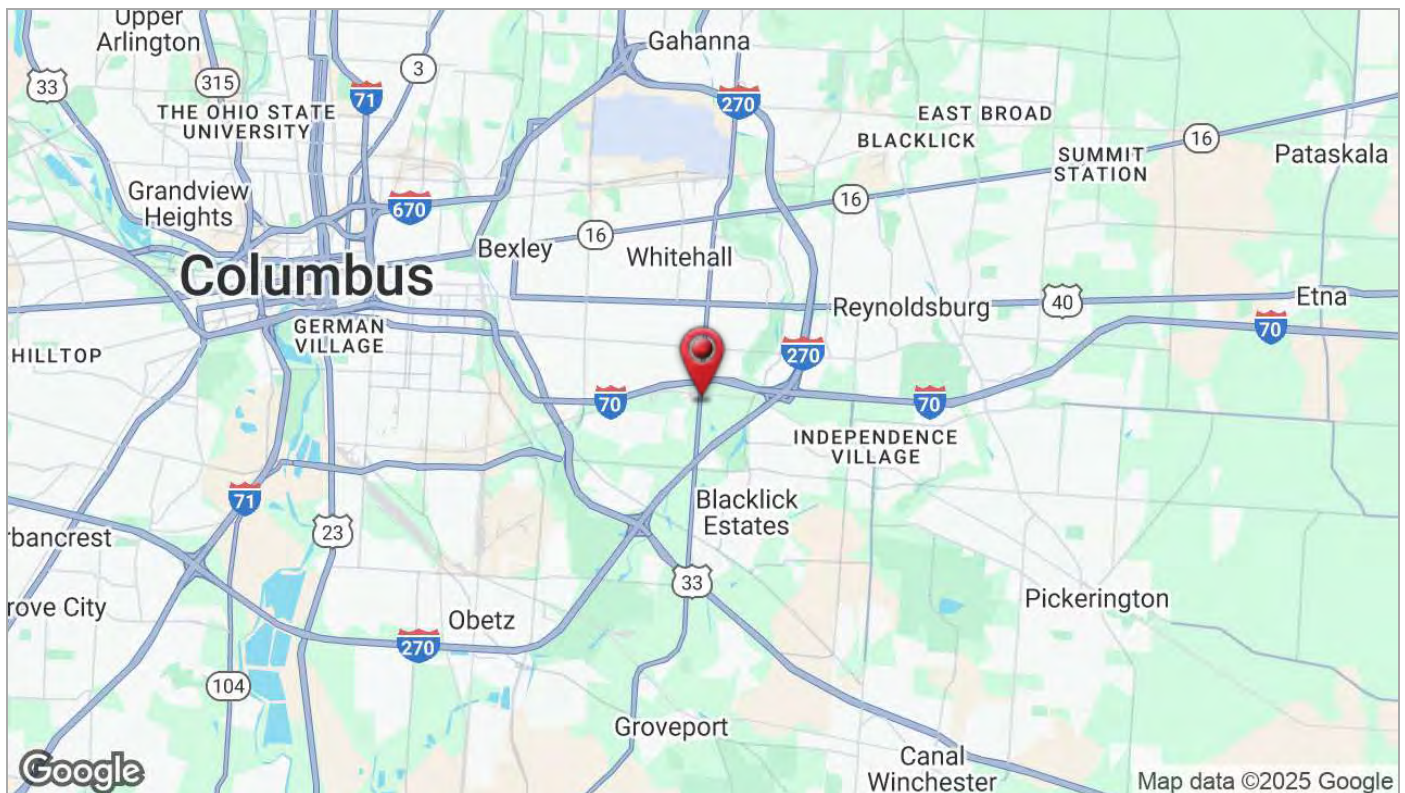 Upper
Arlington
Gahanna
33
315
3
71
270
THE OHIO STATE
UNIVERSITY
EAST BROAD
BLACKLICK
16
SUMMIT
STATION
Pataskala
Grandview
Heights
670
16
16
Bexley
Whitehall
Columbus
Reynoldsburg
40
Etna
GERMAN
VILLAGE
HILLTOP
270
70
70
70
INDEPENDENCE
VILLAGE
71
Blacklick
Estates
23
rbancrest
33
Pickerington
rove City
Obetz
270
104
Groveport
Canal
Winchester
Google
Map data ©2025 Google